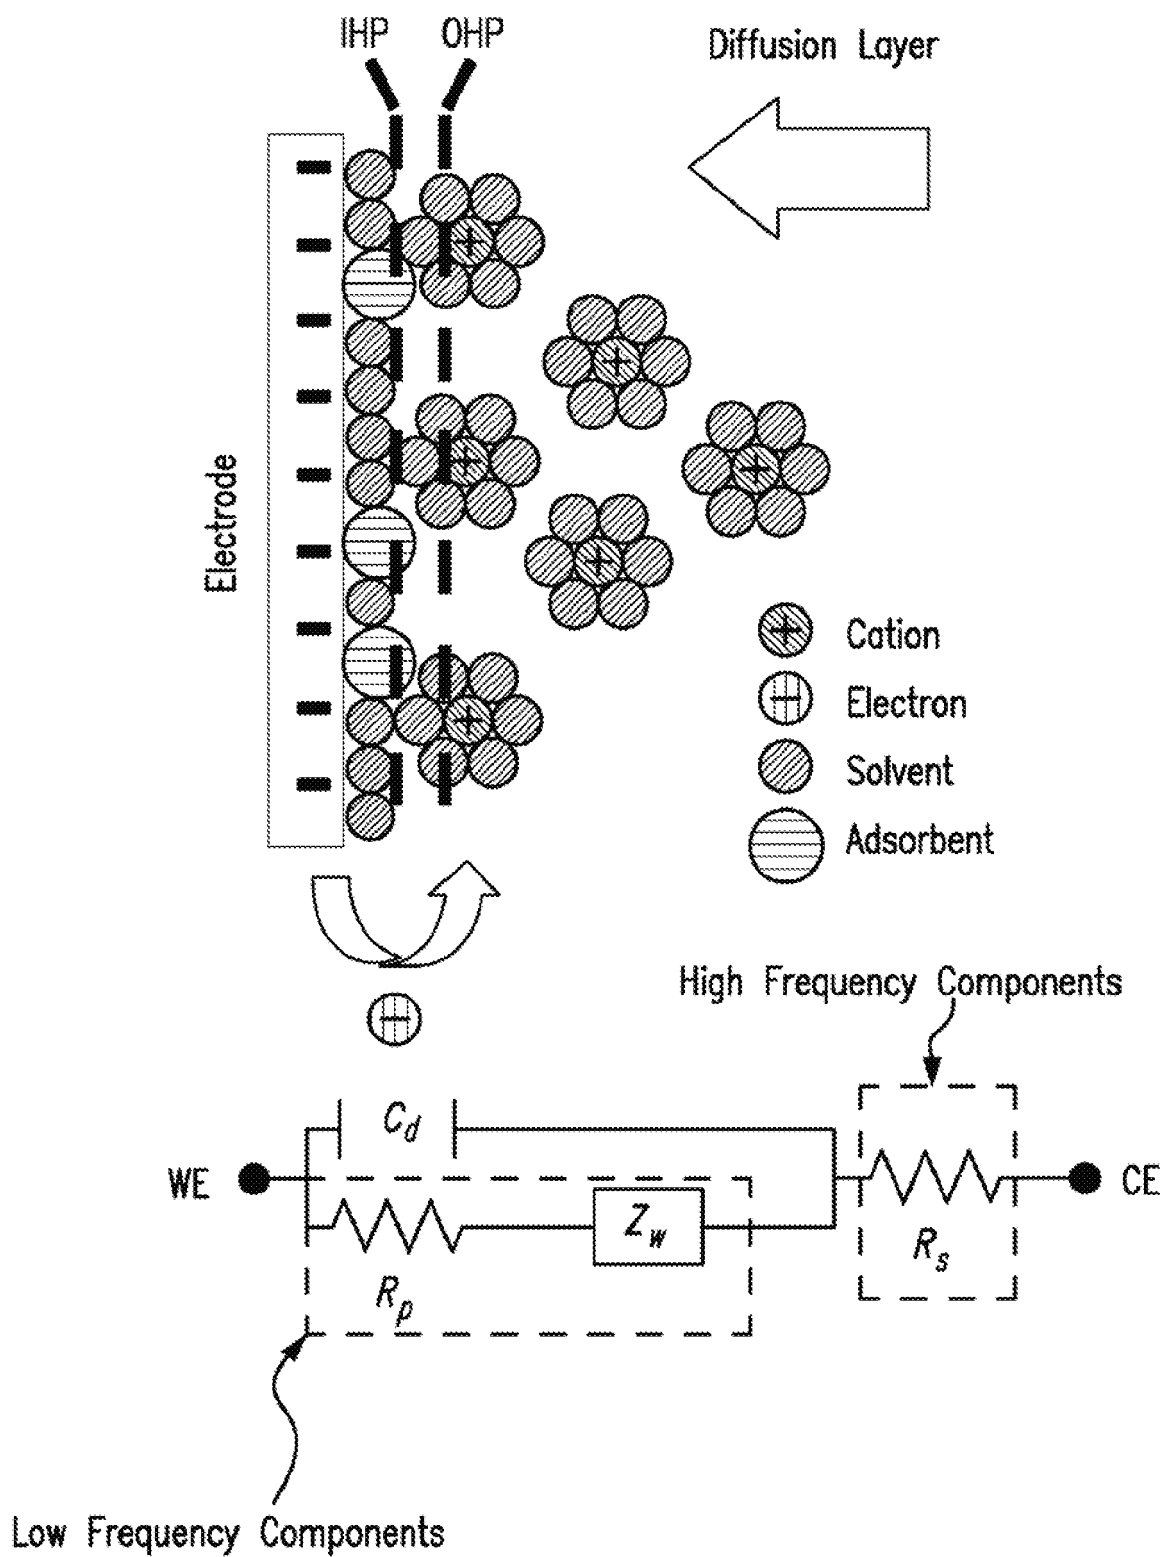 IHP OHP
Diffusion Layer
Electrode
Cation
Electron
Solvent
Adsorbent
High Frequency Components
C_d
WE
Z_w
CE
R_s
R_p
Low Frequency Components